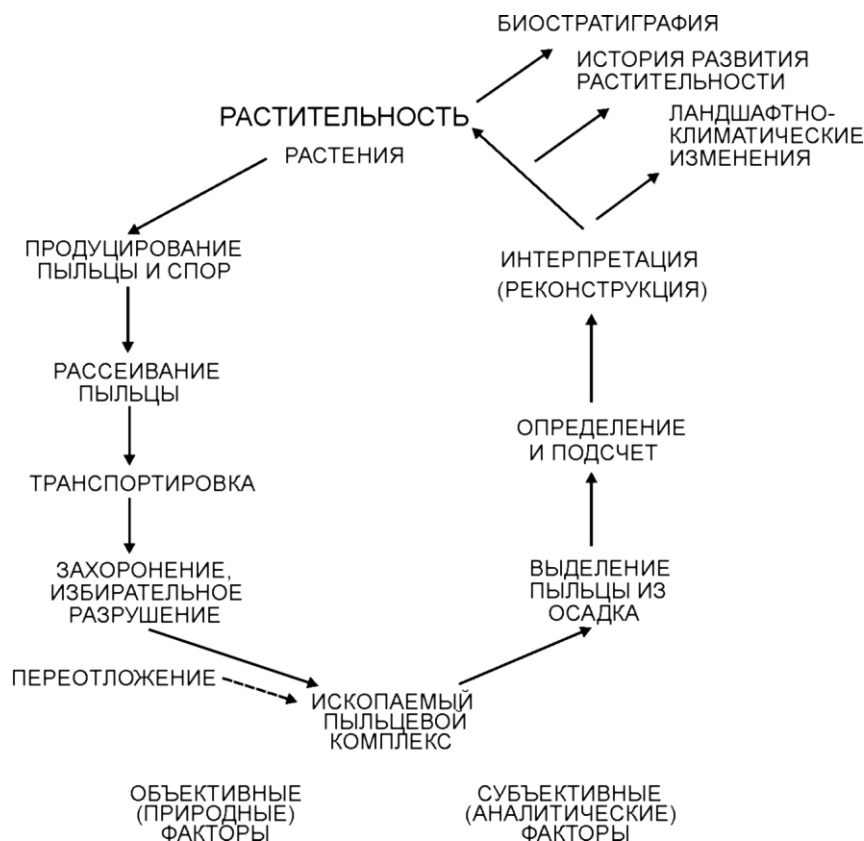 БИОСТРАТИГРАФИЯ
ИСТОРИЯ РАЗВИТИЯ
РАСТИТЕЛЬНОСТИ
ЛАНДШАФТНО-
КЛИМАТИЧЕСКИЕ
ИЗМЕНЕНИЯ
РАСТИТЕЛЬНОСТЬ
РАСТЕНИЯ
ПРОДУЦИРОВАНИЕ
ПЫЛЬЦЫ И СПОР
РАССЕИВАНИЕ
ПЫЛЬЦЫ
ТРАНСПОРТИРОВКА
ЗАХОРОНЕНИЕ,
ИЗБИРАТЕЛЬНОЕ
РАЗРУШЕНИЕ
ПЕРЕОТЛОЖЕНИЕ
ИСКОПАЕМЫЙ
ПЫЛЬЦЕВОЙ
КОМПЛЕКС
ВЫДЕЛЕНИЕ
ПЫЛЬЦЫ ИЗ
ОСАДКА
ОПРЕДЕЛЕНИЕ
И ПОДСЧЕТ
ИНТЕРПРЕТАЦИЯ
(РЕКОНСТРУКЦИЯ)
ОБЪЕКТИВНЫЕ
(ПРИРОДНЫЕ)
ФАКТОРЫ
СУБЪЕКТИВНЫЕ
(АНАЛИТИЧЕСКИЕ)
ФАКТОРЫ